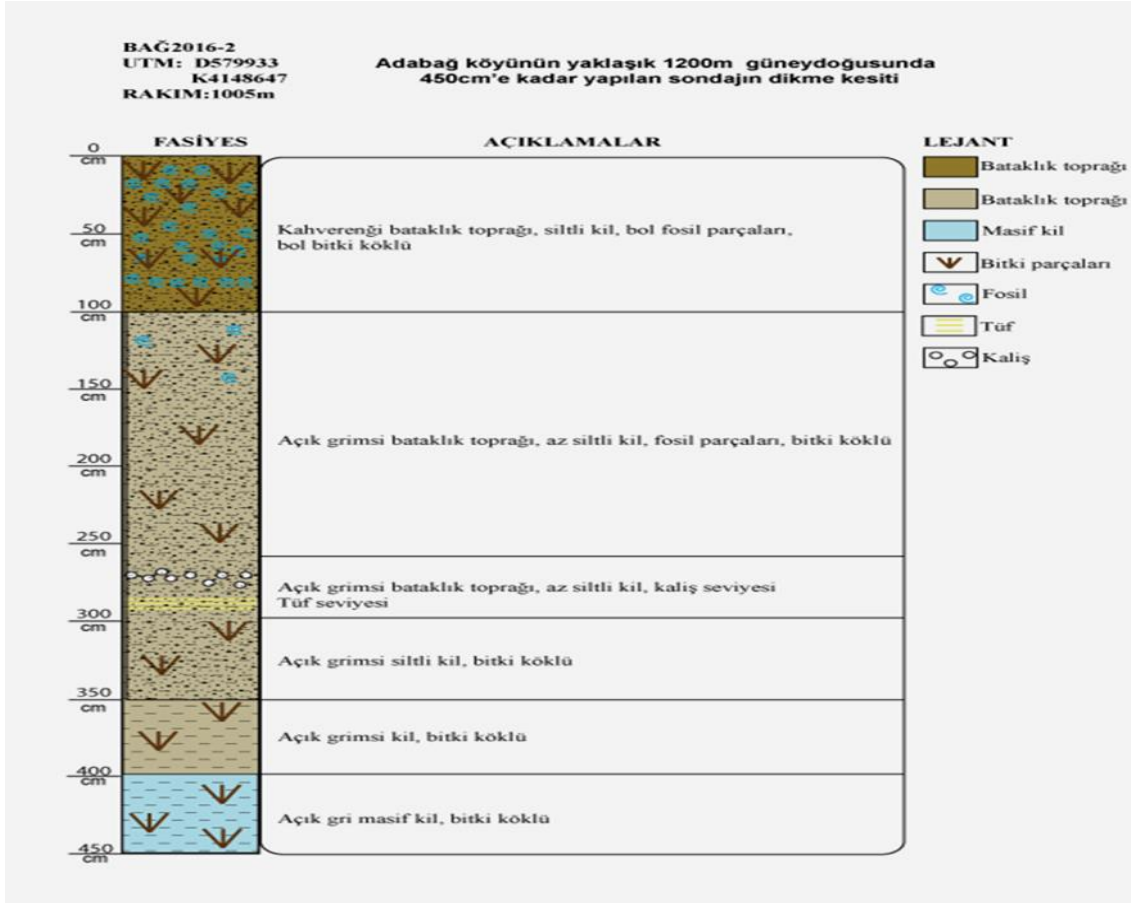 BAĞ2016-2
UTM: D579933
K4148647
RAKIM:1005m
Adabağ köyünün yaklaşık 1200m güneydoğusunda
450cm'e kadar yapılan sondajın dikme kesiti
FASİYES
AÇIKLAMALAR
LEJANT
0
cm
50
cm
100
cm
150
cm
200
cm
250
cm
300
cm
350
cm
400
cm
450
cm
Kahverenği bataklık toprağı, siltli kil, bol fosil parçaları,
bol bitki köklü
Açık grimsi bataklık toprağı, az siltli kil, fosil parçaları, bitki köklü
Açık grimsi bataklık toprağı, az siltli kil, kaliş seviyesi
Tüf seviyesi
Açık grimsi siltli kil, bitki köklü
Açık grimsi kil, bitki köklü
Açık gri masif kil, bitki köklü
Bataklık toprağı
Bataklık toprağı
Masif kil
Bitki parçaları
Fosil
Tüf
Kaliş